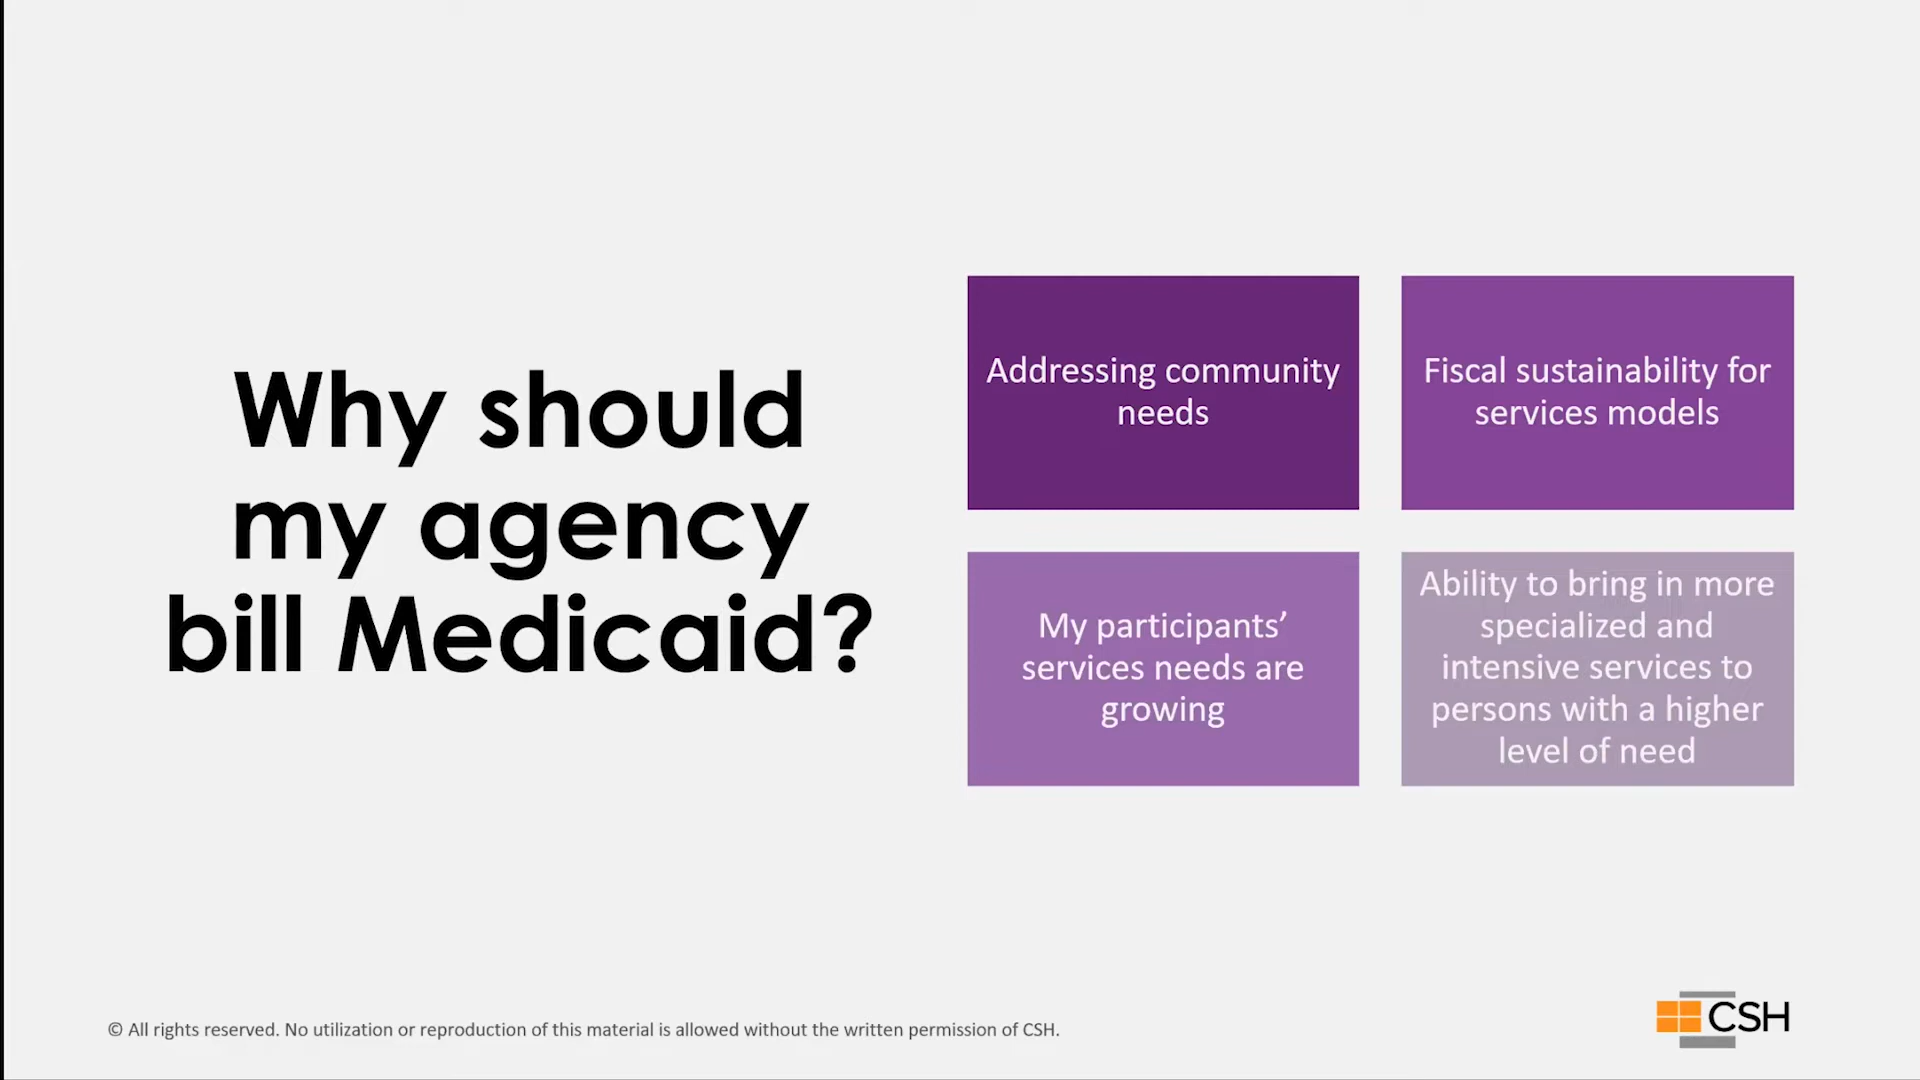 Why should
my agency
bill Medicaid?
Addressing community
needs
Fiscal sustainability for
services models
My participants’
services needs are
growing
Ability to bring in more
specialized and
intensive services to
persons with a higher
level of need
© All rights reserved. No utilization or reproduction of this material is allowed without the written permission of CSH.
CSH